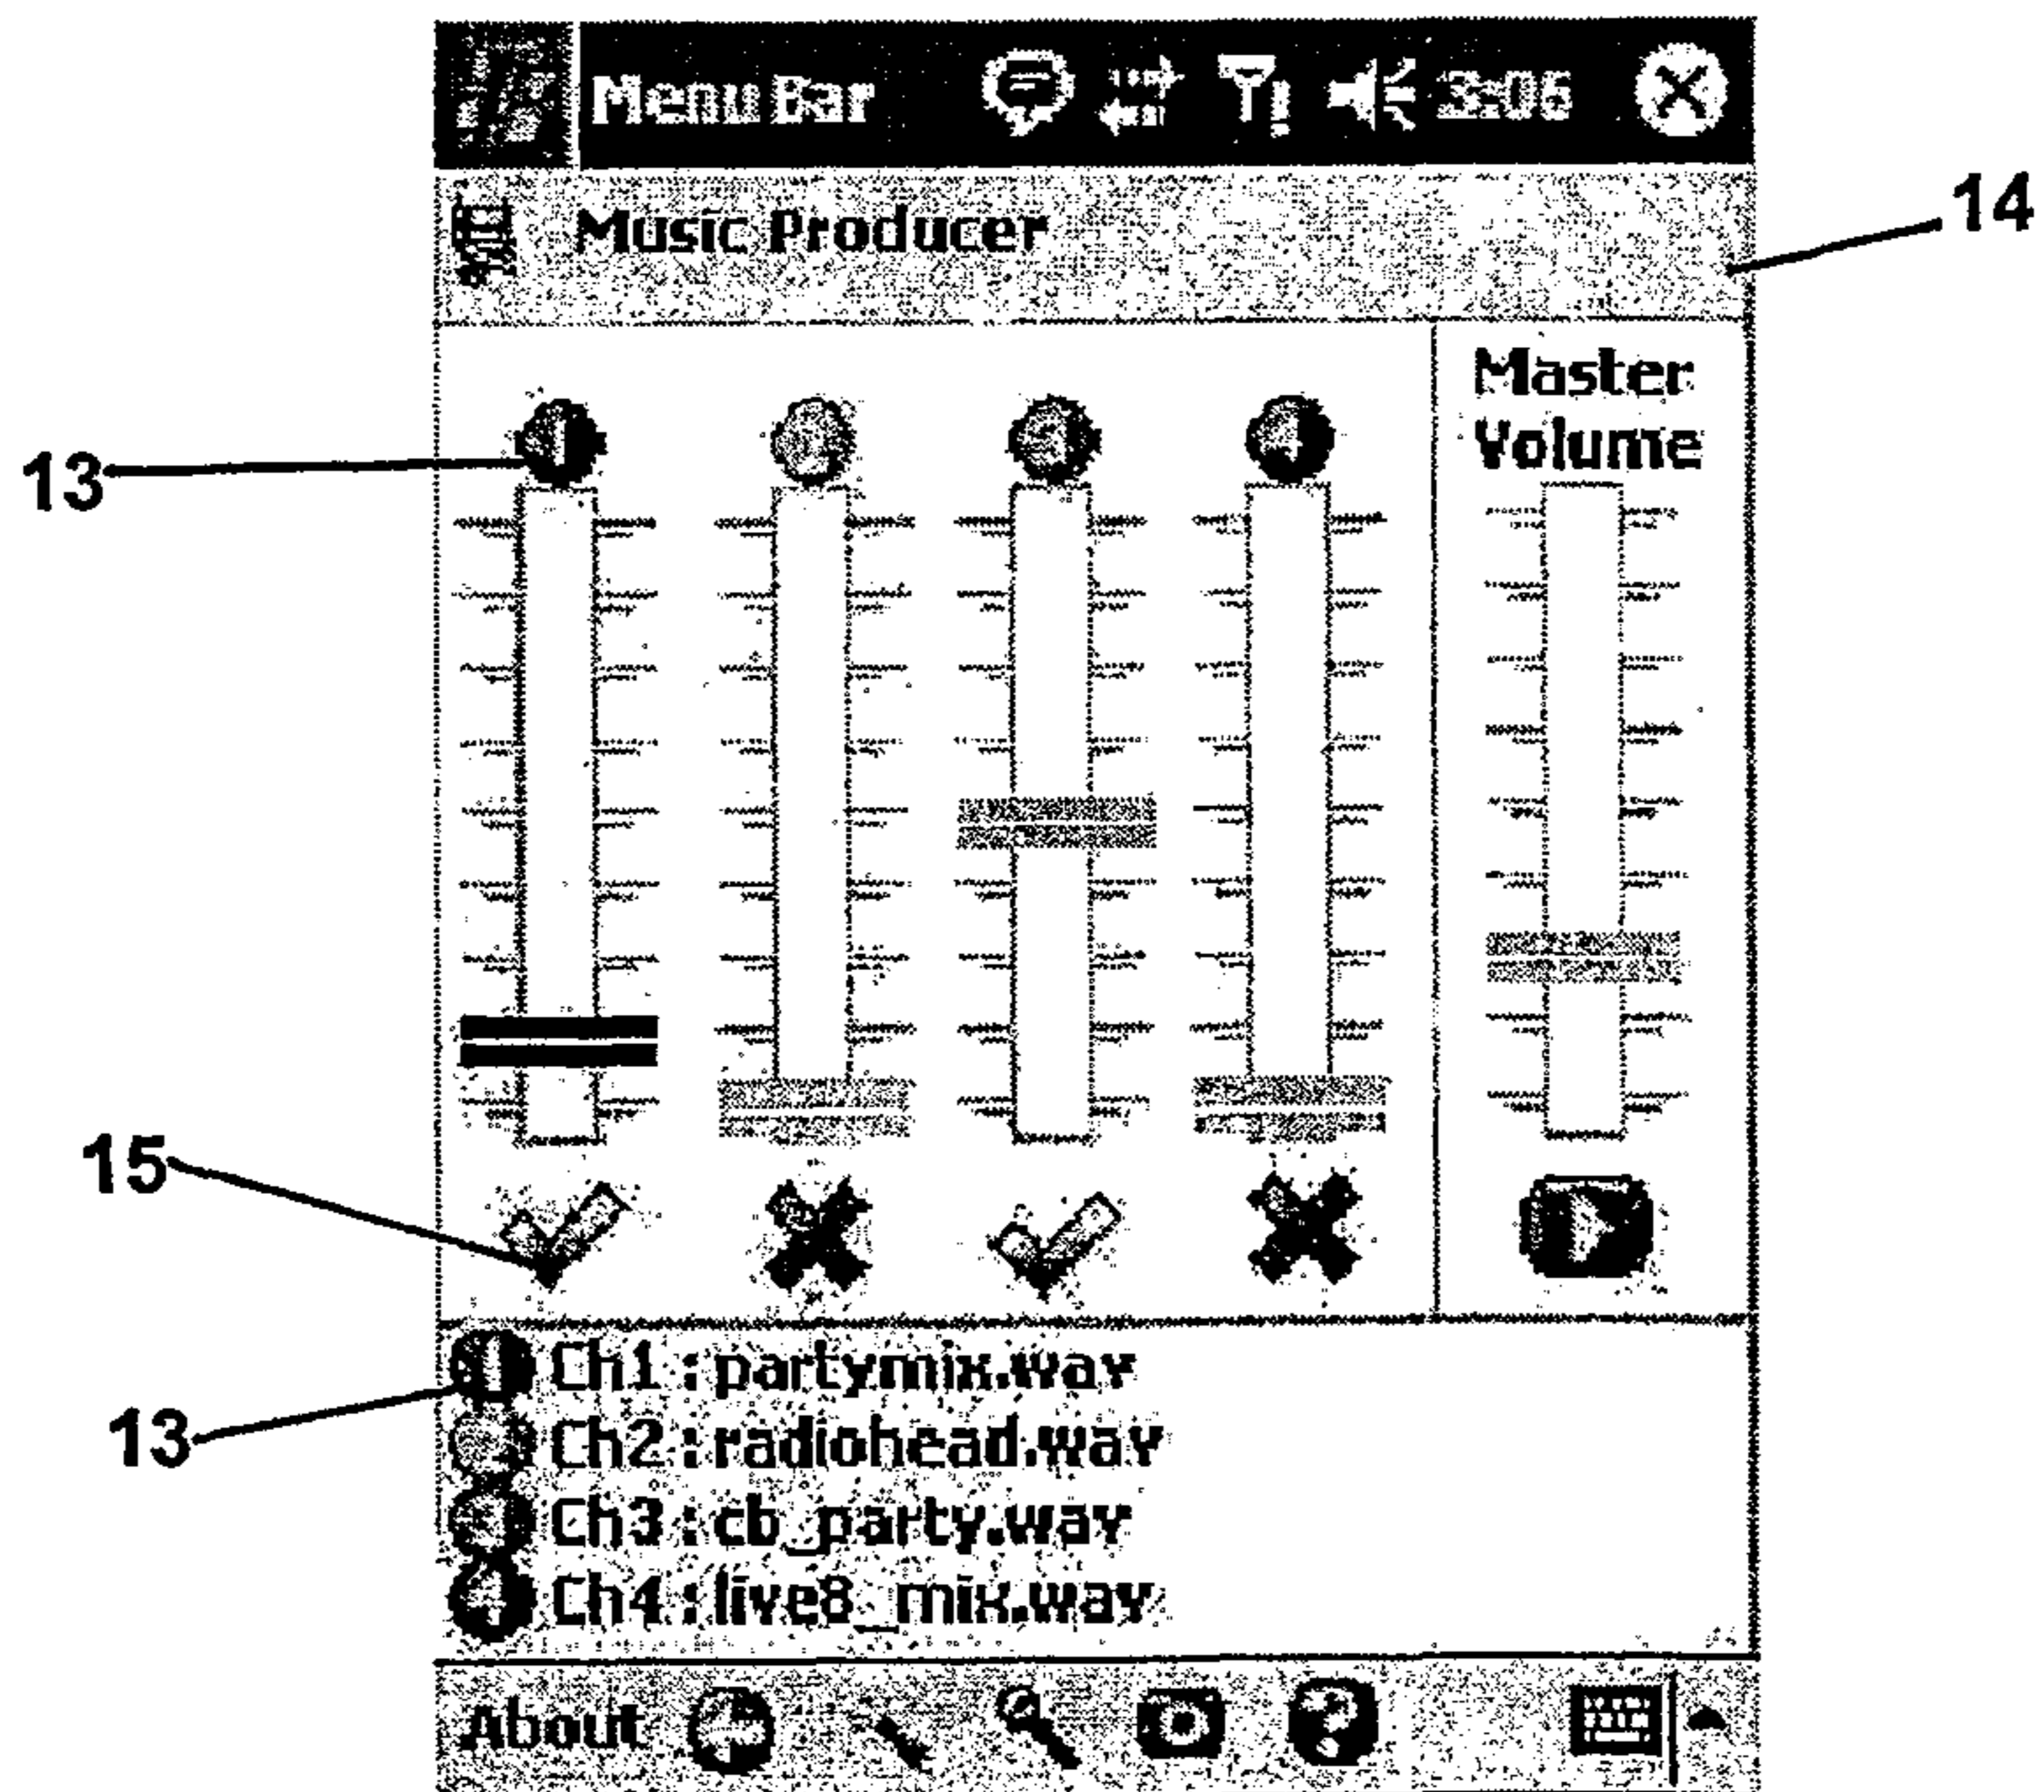 Menu Bar 3:06
Music Producer
14
Master
Volume
13
15
Ch1 : partymix.wav
13
Ch2 : radiohead.wav
Ch3 : cb_party.wav
Ch4 : live8_mix.wav
About